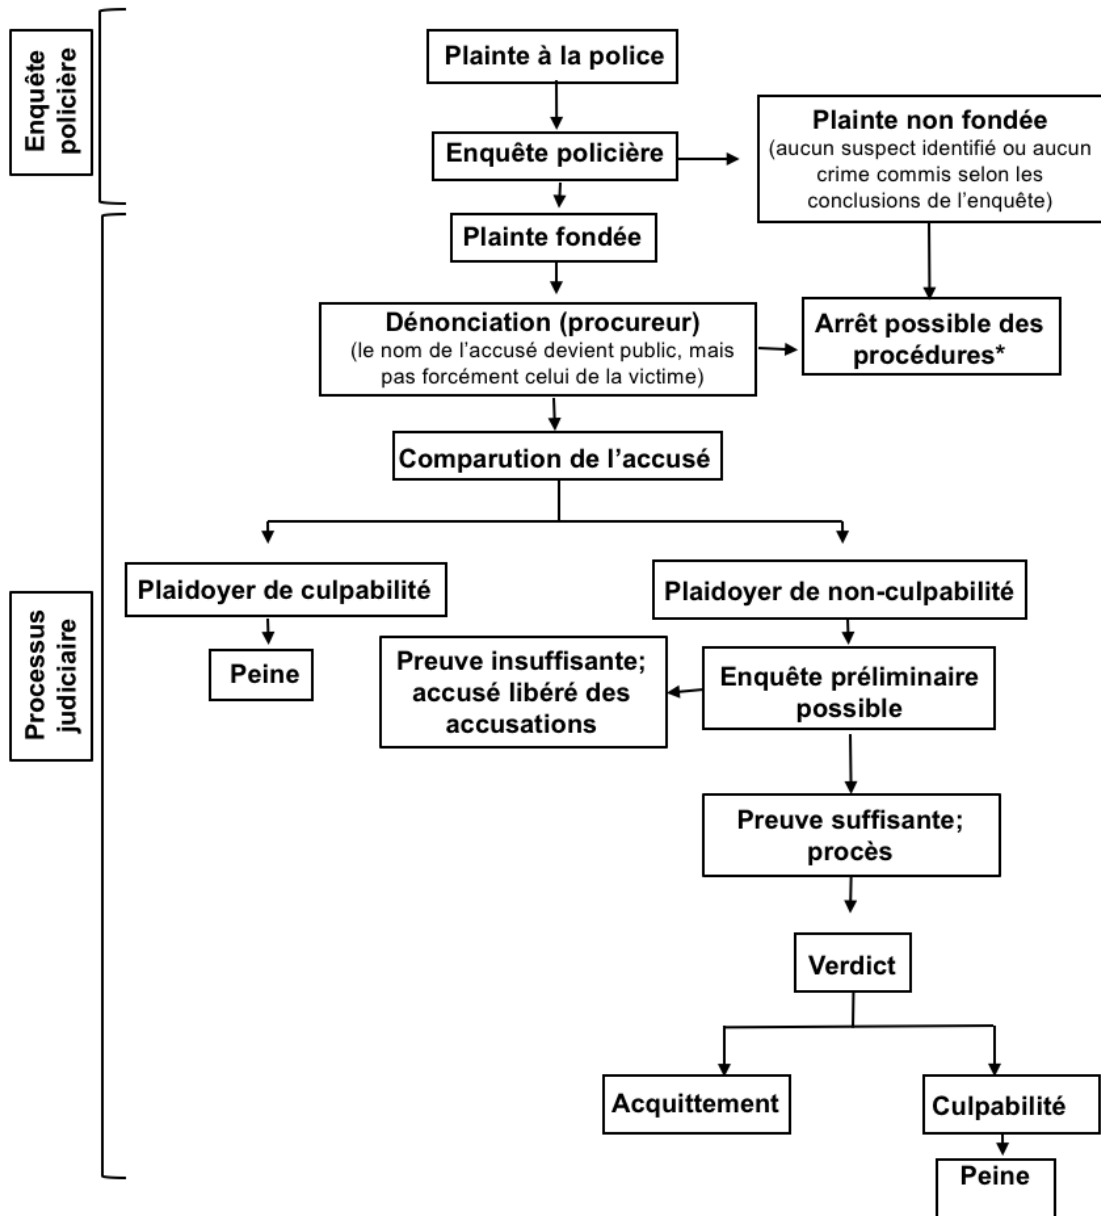 Enquête
policière
Plainte à la police
Enquête policière
Plainte non fondée
(aucun suspect identifié ou aucun
crime commis selon les
conclusions de l'enquête)
Plainte fondée
Dénonciation (procureur)
(le nom de l'accusé devient public, mais
pas forcément celui de la victime)
Arrêt possible des
procédures*
Comparution de l'accusé
Processus
judiciaire
Plaidoyer de culpabilité
Plaidoyer de non-culpabilité
Peine
Preuve insuffisante;
accusé libéré des
accusations
Enquête préliminaire
possible
Preuve suffisante;
procès
Verdict
Acquittement
Culpabilité
Peine